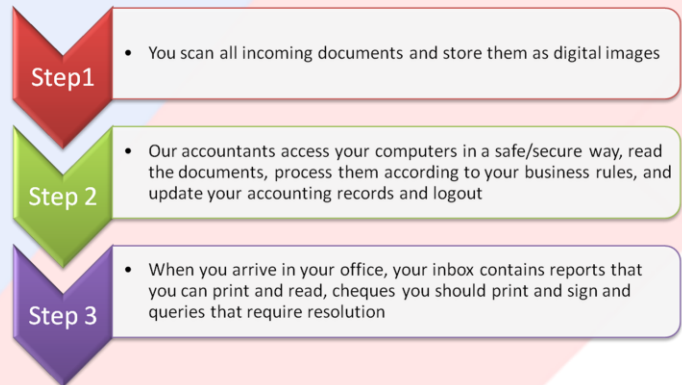 Step1
• You scan all incoming documents and store them as digital images
Step 2
• Our accountants access your computers in a safe/secure way, read
the documents, process them according to your business rules, and
update your accounting records and logout
Step 3
• When you arrive in your office, your inbox contains reports that
you can print and read, cheques you should print and sign and
queries that require resolution